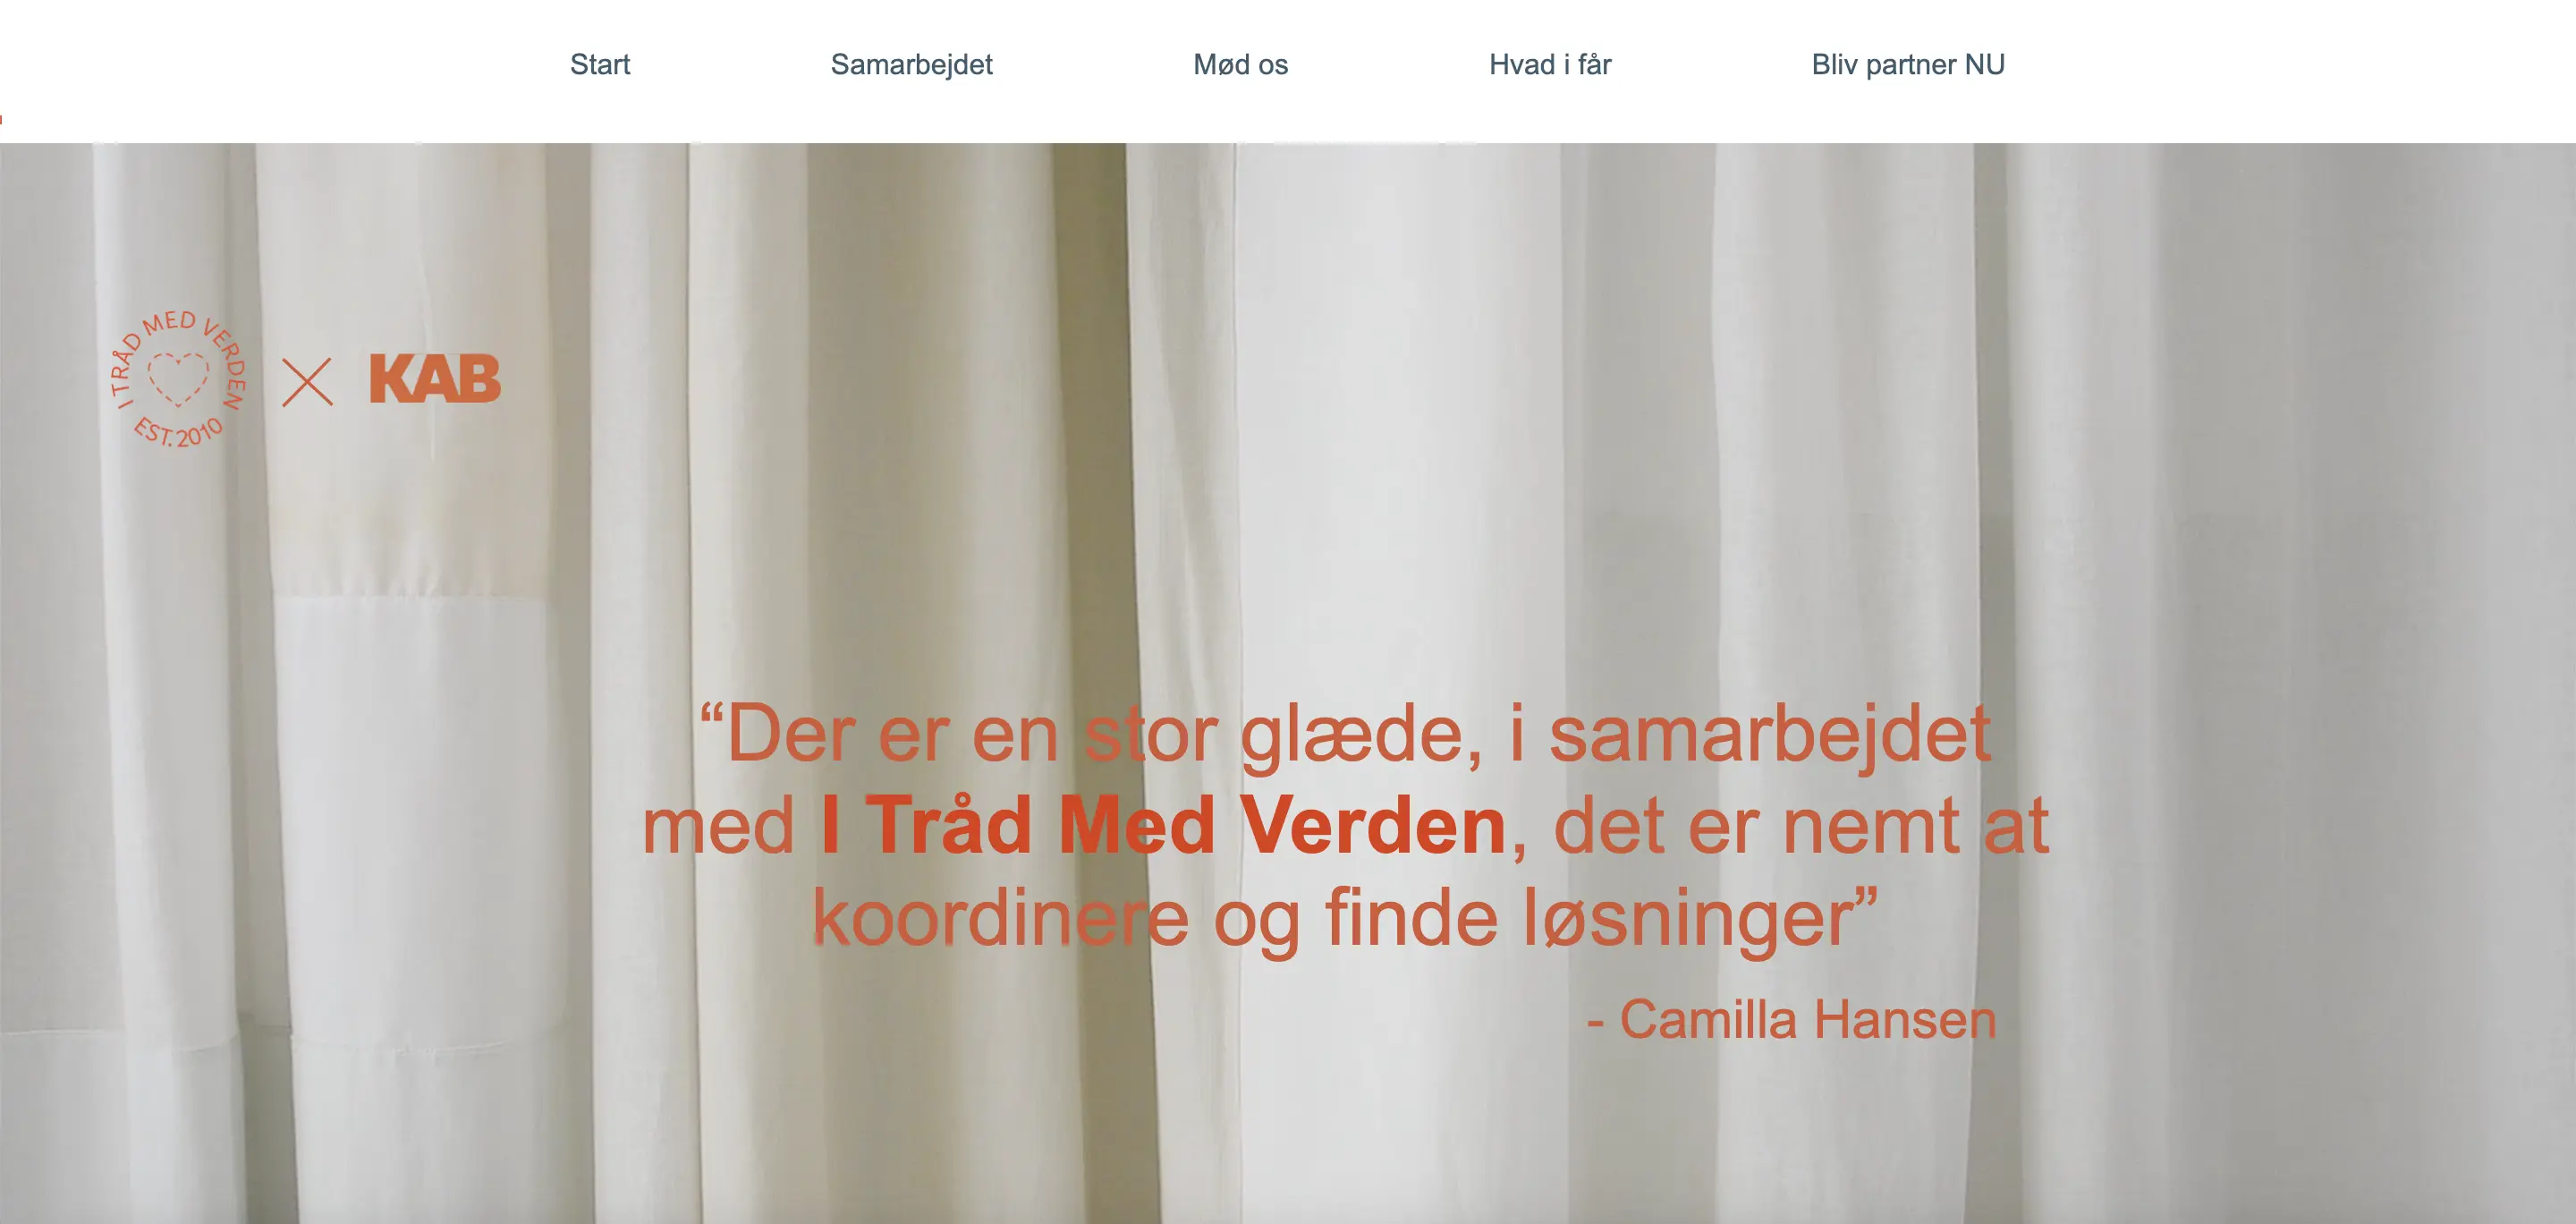 Start
Samarbejdet
Mød os
Hvad i får
Bliv partner NU
I TRÅD MED VERDEN
EST. 2010
KAB
“Der er en stor glæde, i samarbejdet
med I Tråd Med Verden, det er nemt at
koordinere og finde løsninger”
- Camilla Hansen